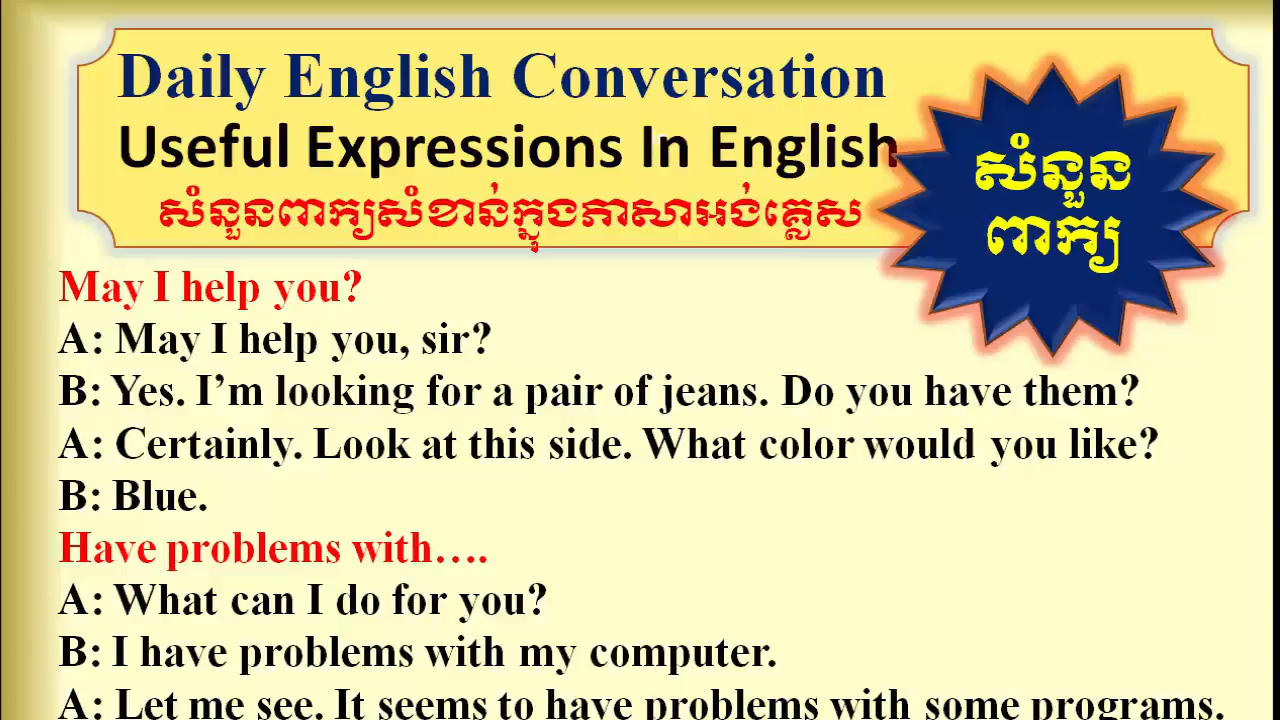 Daily English Conversation
Useful Expressions In English
សំនួនពាក្យសំខាន់ក្នុងភាសាអង់គ្លេស
សំនួន
ពាក្យ
May I help you?
A: May I help you, sir?
B: Yes. I’m looking for a pair of jeans. Do you have them?
A: Certainly. Look at this side. What color would you like?
B: Blue.
Have problems with….
A: What can I do for you?
B: I have problems with my computer.
A: Let me see. It seems to have problems with some programs.